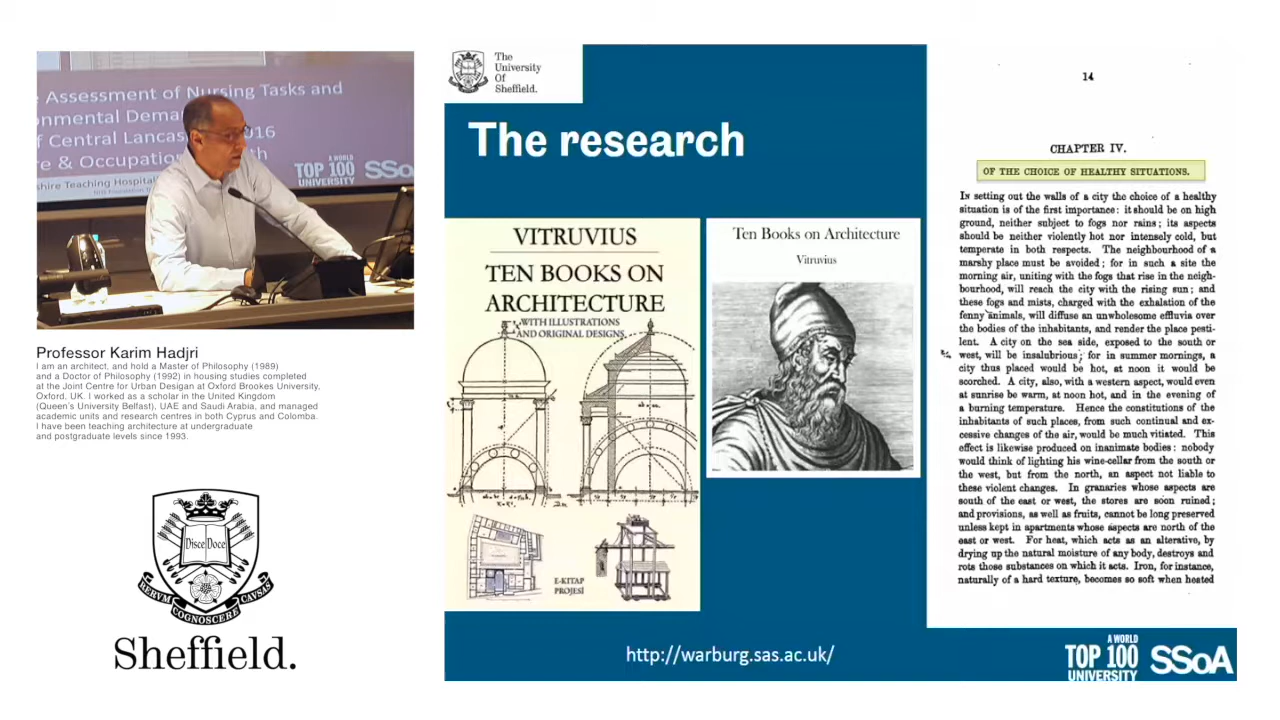 e Assessment of Nursing Tasks and
onmental Dema
of Central Lancas 2016
re & Occupation th
shire Teaching Hospital
TOP 100
UNIVERSITY
SSo
Professor Karim Hadjri
I am an architect, and hold a Master of Philosophy (1989)
and a Doctor of Philosophy (1992) in housing studies completed
at the Joint Centre for Urban Desigan at Oxford Brookes University,
Oxford, UK. I worked as a scholar in the United Kingdom
(Queen's University Belfast), UAE and Saudi Arabia, and managed
academic units and research centres in both Cyprus and Colomba.
I have been teaching architecture at undergraduate
and postgraduate levels since 1993.
Disce Doce
RERVM COGNOSCERE CAVSAS
Sheffield.
The
University
Of
Sheffield.
The research
VITRUVIUS
TEN BOOKS ON
ARCHITECTURE
WITH ILLUSTRATIONS
AND ORIGINAL DESIGNS
E-KITAP
PROJESİ
Ten Books on Architecture
Vitruvius
http://warburg.sas.ac.uk/
14
CHAPTER IV.
OF THE CHOICE OF HEALTHY SITUATIONS.
In setting out the walls of a city the choice of a healthy
situation is of the first importance: it should be on high
ground, neither subject to fogs nor rains; its aspects
should be neither violently hot nor intensely cold, but
temperate in both respects. The neighbourhood of a
marshy place must be avoided; for in such a site the
morning air, uniting with the fogs that rise in the neigh-
bourhood, will reach the city with the rising sun; and
these fogs and mists, charged with the exhalation of the
fenny animals, will diffuse an unwholesome effluvia over
the bodies of the inhabitants, and render the place pesti-
lent. A city on the sea side, exposed to the south or
west, will be insalubrious; for in summer mornings, a
city thus placed would be hot, at noon it would be
scorched. A city, also, with a western aspect, would even
at sunrise be warm, at noon hot, and in the evening of
a burning temperature. Hence the constitutions of the
inhabitants of such places, from such continual and ex-
cessive changes of the air, would be much vitiated. This
effect is likewise produced on inanimate bodies: nobody
would think of lighting his wine-cellar from the south or
the west, but from the north, an aspect not liable to
these violent changes. In granaries whose aspects are
south of the east or west, the stores are soon ruined;
and provisions, as well as fruits, cannot be long preserved
unless kept in apartments whose aspects are north of the
east or west. For heat, which acts as an alterative, by
drying up the natural moisture of any body, destroys and
rots those substances on which it acts. Iron, for instance,
naturally of a hard texture, becomes so soft when heated
A WORLD
TOP 100
UNIVERSITY
SSoA